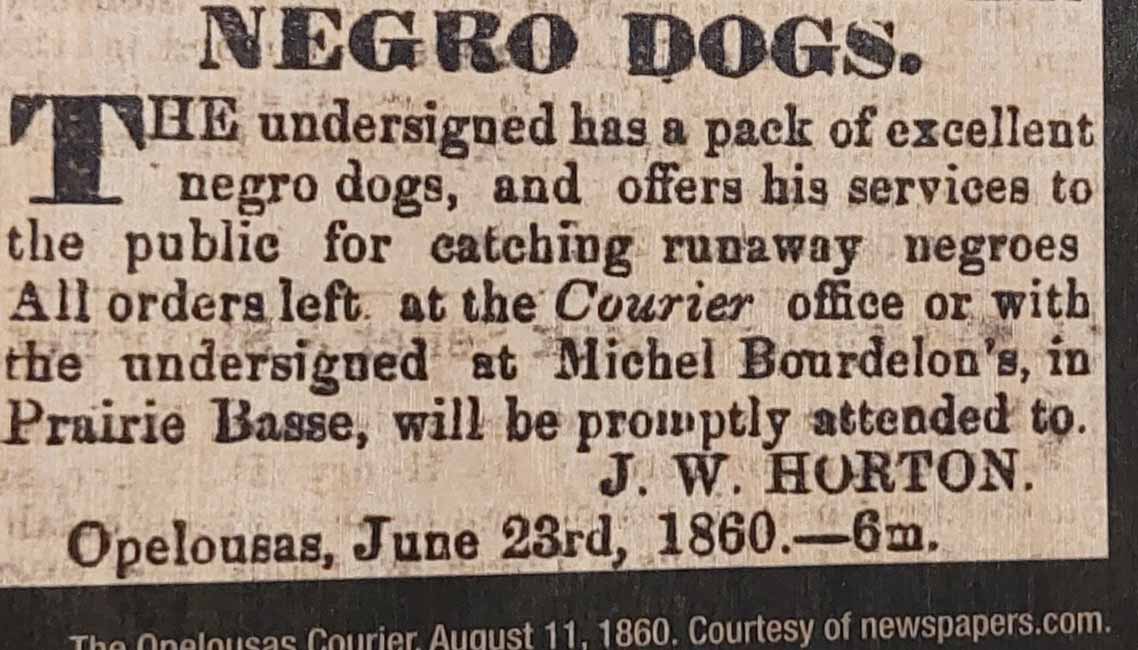 NEGRO DOGS.
THE undersigned has a pack of excellent
negro dogs, and offers his services to
the public for catching runaway negroes
All orders left. at the Courier office or with
the undersigned at Michel Bourdelon's, in
Prairie Basse, will be promptly attended to.
J. W. HORTON.
Opelousas, June 23rd, 1860.—6m.
The Opelousas Courier, August 11, 1860. Courtesy of newspapers.com.